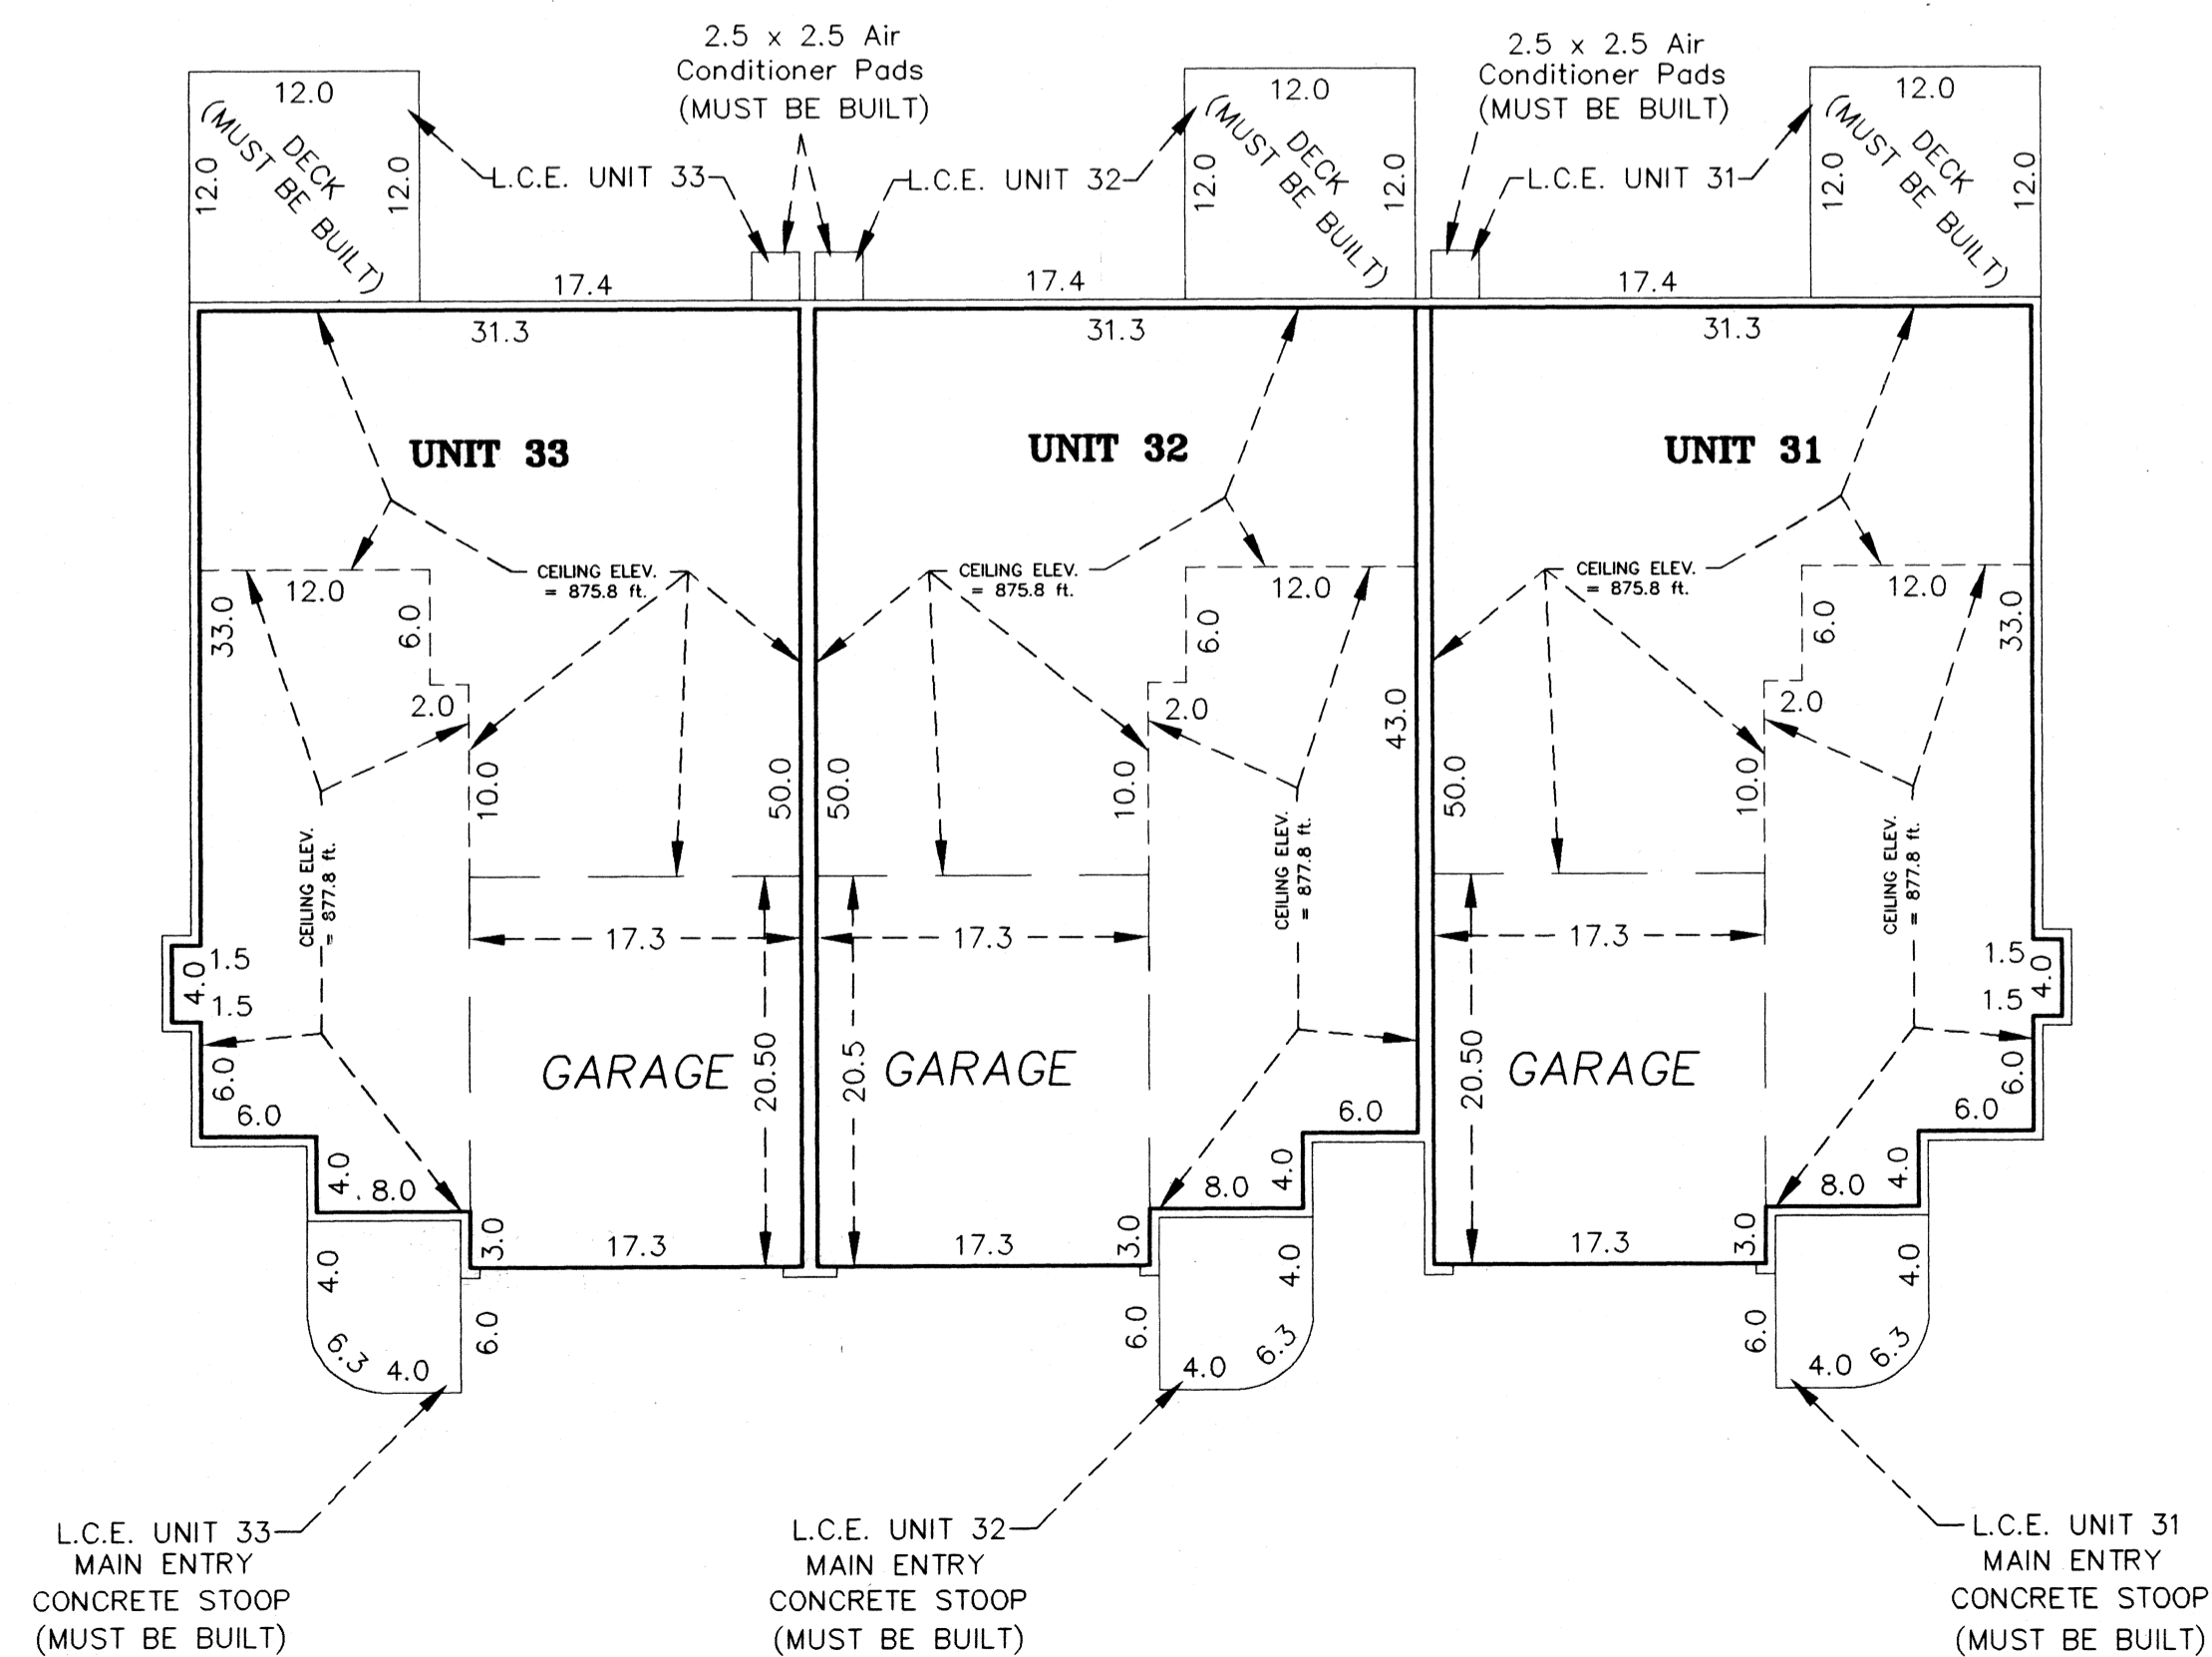 2.5 x 2.5 Air
Conditioner Pads
(MUST BE BUILT)
2.5 x 2.5 Air
Conditioner Pads
(MUST BE BUILT)
12.0
12.0
12.0
DECK
(MUST BE BUILT)
L.C.E. UNIT 33
L.C.E. UNIT 32
12.0
12.0
12.0
DECK
(MUST BE BUILT)
L.C.E. UNIT 31
12.0
12.0
12.0
DECK
(MUST BE BUILT)
17.4
17.4
17.4
31.3
31.3
31.3
UNIT 33
UNIT 32
UNIT 31
CEILING ELEV.
= 875.8 ft.
CEILING ELEV.
= 875.8 ft.
CEILING ELEV.
= 875.8 ft.
33.0
12.0
6.0
2.0
10.0
50.0
50.0
10.0
2.0
6.0
12.0
43.0
50.0
10.0
2.0
6.0
12.0
33.0
CEILING ELEV.
= 877.8 ft.
CEILING ELEV.
= 877.8 ft.
CEILING ELEV.
= 877.8 ft.
17.3
17.3
17.3
1.5
4.0
1.5
1.5
4.0
1.5
GARAGE
20.50
20.5
GARAGE
20.50
GARAGE
6.0
6.0
4.0
8.0
3.0
17.3
17.3
3.0
8.0
4.0
6.0
17.3
3.0
8.0
4.0
6.0
6.0
4.0
6.3
4.0
6.0
6.0
4.0
6.3
4.0
6.0
4.0
6.3
4.0
L.C.E. UNIT 33
MAIN ENTRY
CONCRETE STOOP
(MUST BE BUILT)
L.C.E. UNIT 32
MAIN ENTRY
CONCRETE STOOP
(MUST BE BUILT)
L.C.E. UNIT 31
MAIN ENTRY
CONCRETE STOOP
(MUST BE BUILT)